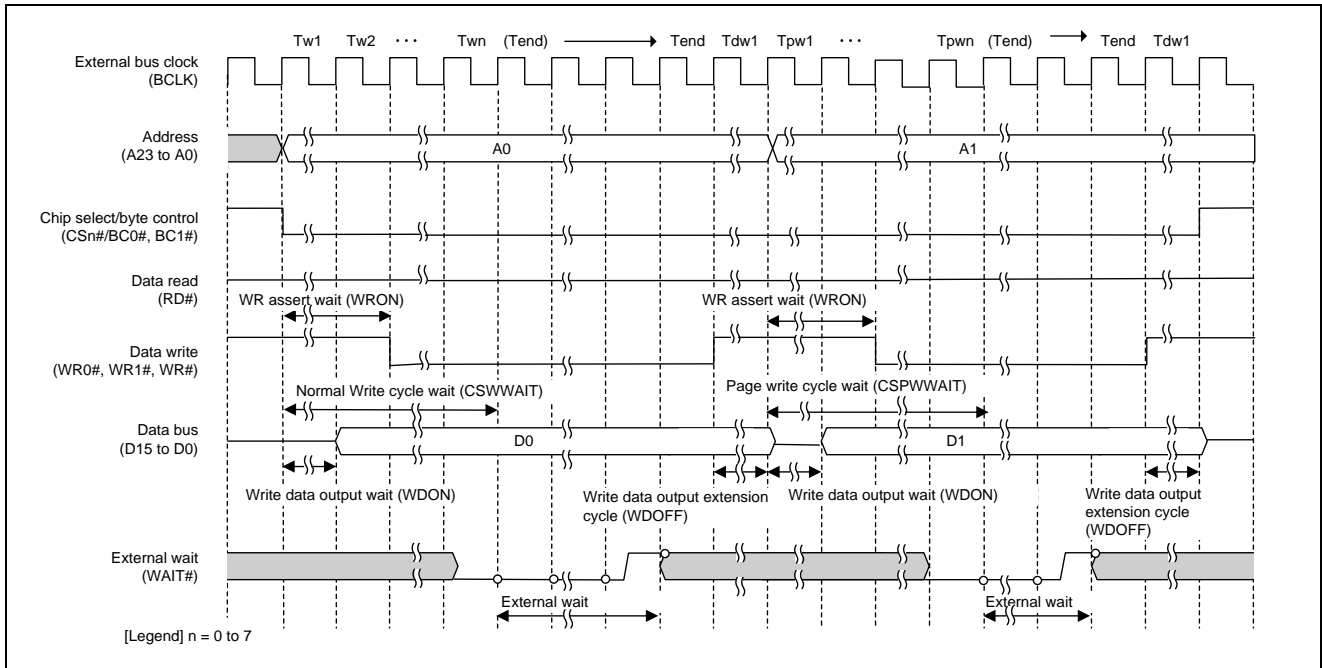 Tw1 Tw2 ··· Twn (Tend) Tend Tdw1 Tpw1 ··· Tpwn (Tend) Tend Tdw1
External bus clock
(BCLK)
Address
(A23 to A0)
A0 A1
Chip select/byte control
(CSn#/BC0#, BC1#)
Data read
(RD#)
WR assert wait (WRON) WR assert wait (WRON)
Data write
(WR0#, WR1#, WR#)
Normal Write cycle wait (CSWWAIT) Page write cycle wait (CSPWWAIT)
Data bus
(D15 to D0)
D0 D1
Write data output wait (WDON)
Write data output extension
cycle (WDOFF)
Write data output wait (WDON)
Write data output
extension cycle
(WDOFF)
External wait
(WAIT#)
External wait External wait
[Legend] n = 0 to 7